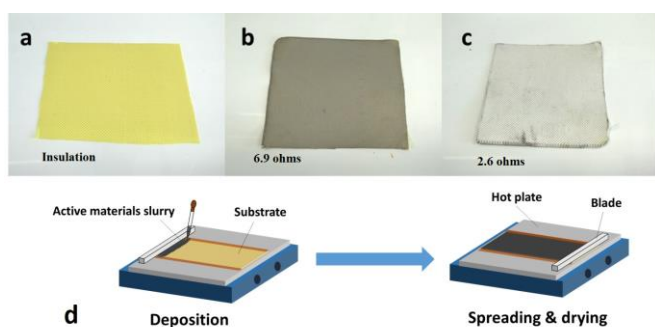 a
b
c
Insulation
6.9 ohms
2.6 ohms
Active materials slurry
Substrate
Hot plate
Blade
d
Deposition
Spreading & drying